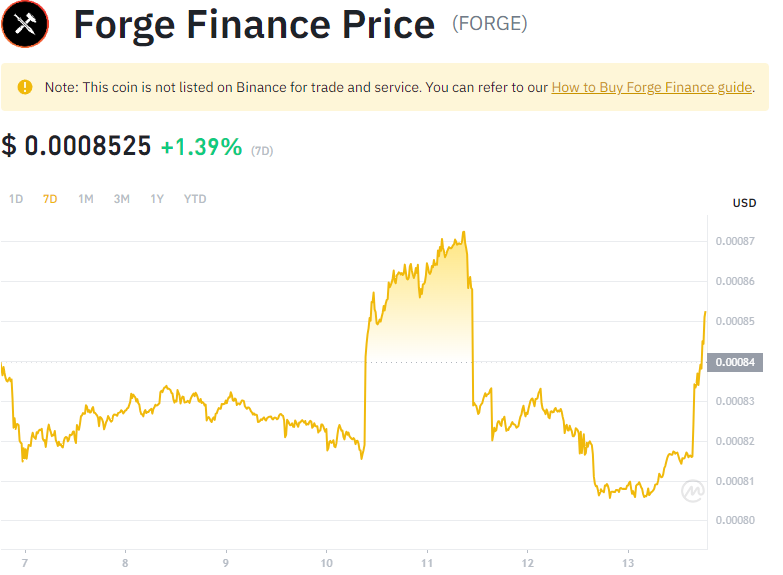 Forge Finance Price (FORGE)
Note: This coin is not listed on Binance for trade and service. You can refer to our How to Buy Forge Finance guide.
$ 0.0008525 +1.39% (7D)
1D 7D 1M 3M 1Y YTD
USD
0.00087
0.00086
0.00085
0.00084
0.00083
0.00082
0.00081
0.00080
7 8 9 10 11 12 13